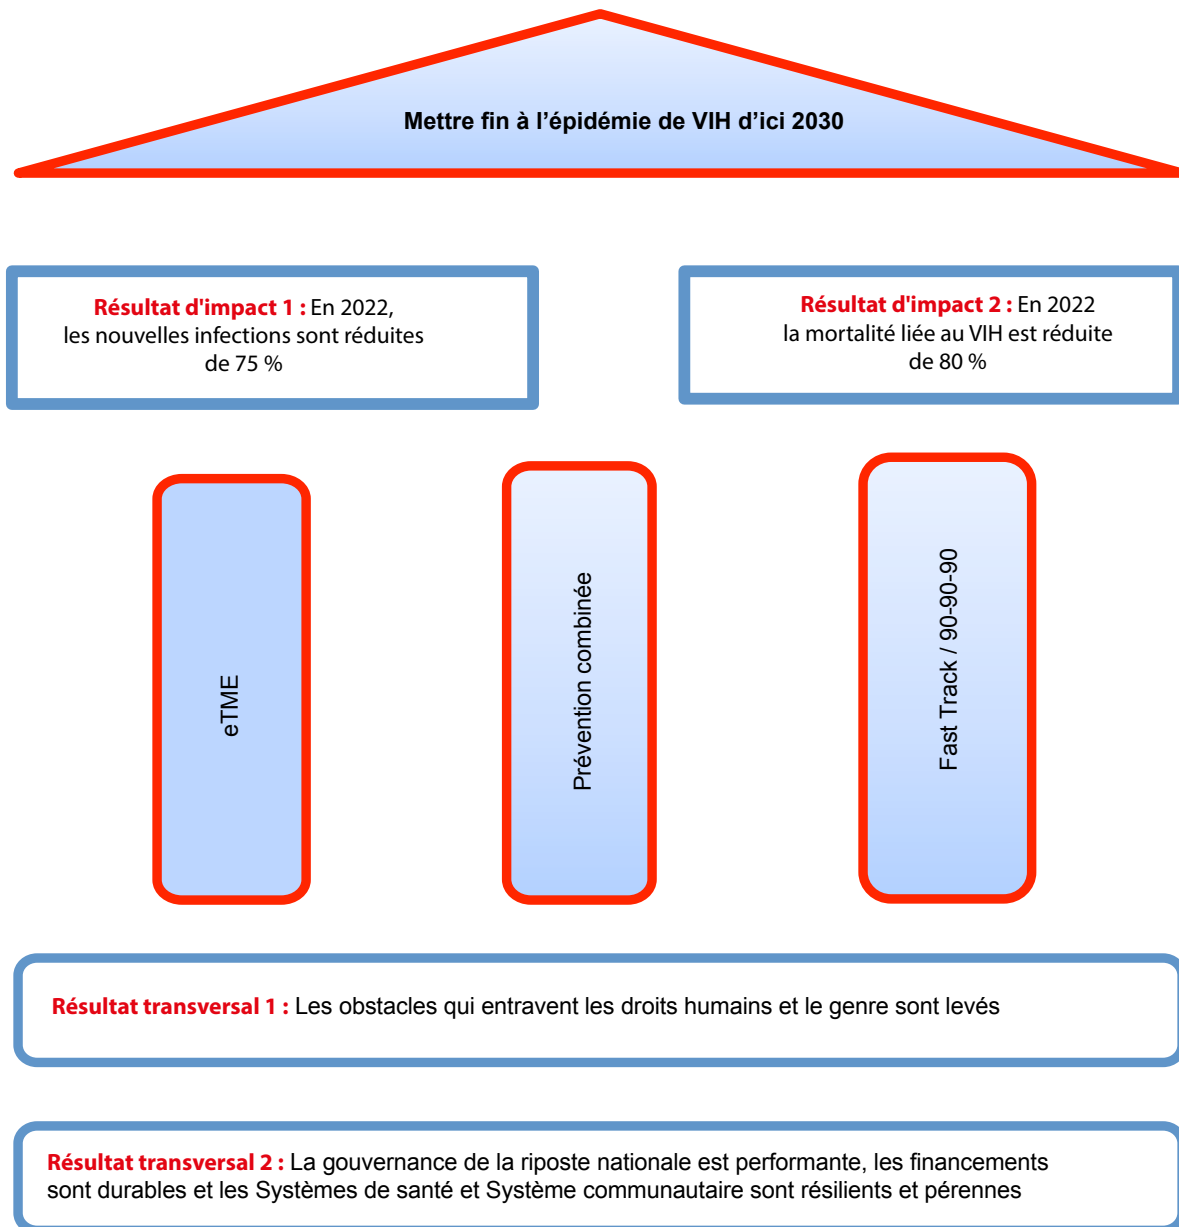 Mettre fin à l’épidémie de VIH d’ici 2030
Résultat d'impact 1 : En 2022,
les nouvelles infections sont réduites
de 75 %
Résultat d'impact 2 : En 2022
la mortalité liée au VIH est réduite
de 80 %
eTME
Prévention combinée
Fast Track / 90-90-90
Résultat transversal 1 : Les obstacles qui entravent les droits humains et le genre sont levés
Résultat transversal 2 : La gouvernance de la riposte nationale est performante, les financements
sont durables et les Systèmes de santé et Système communautaire sont résilients et pérennes